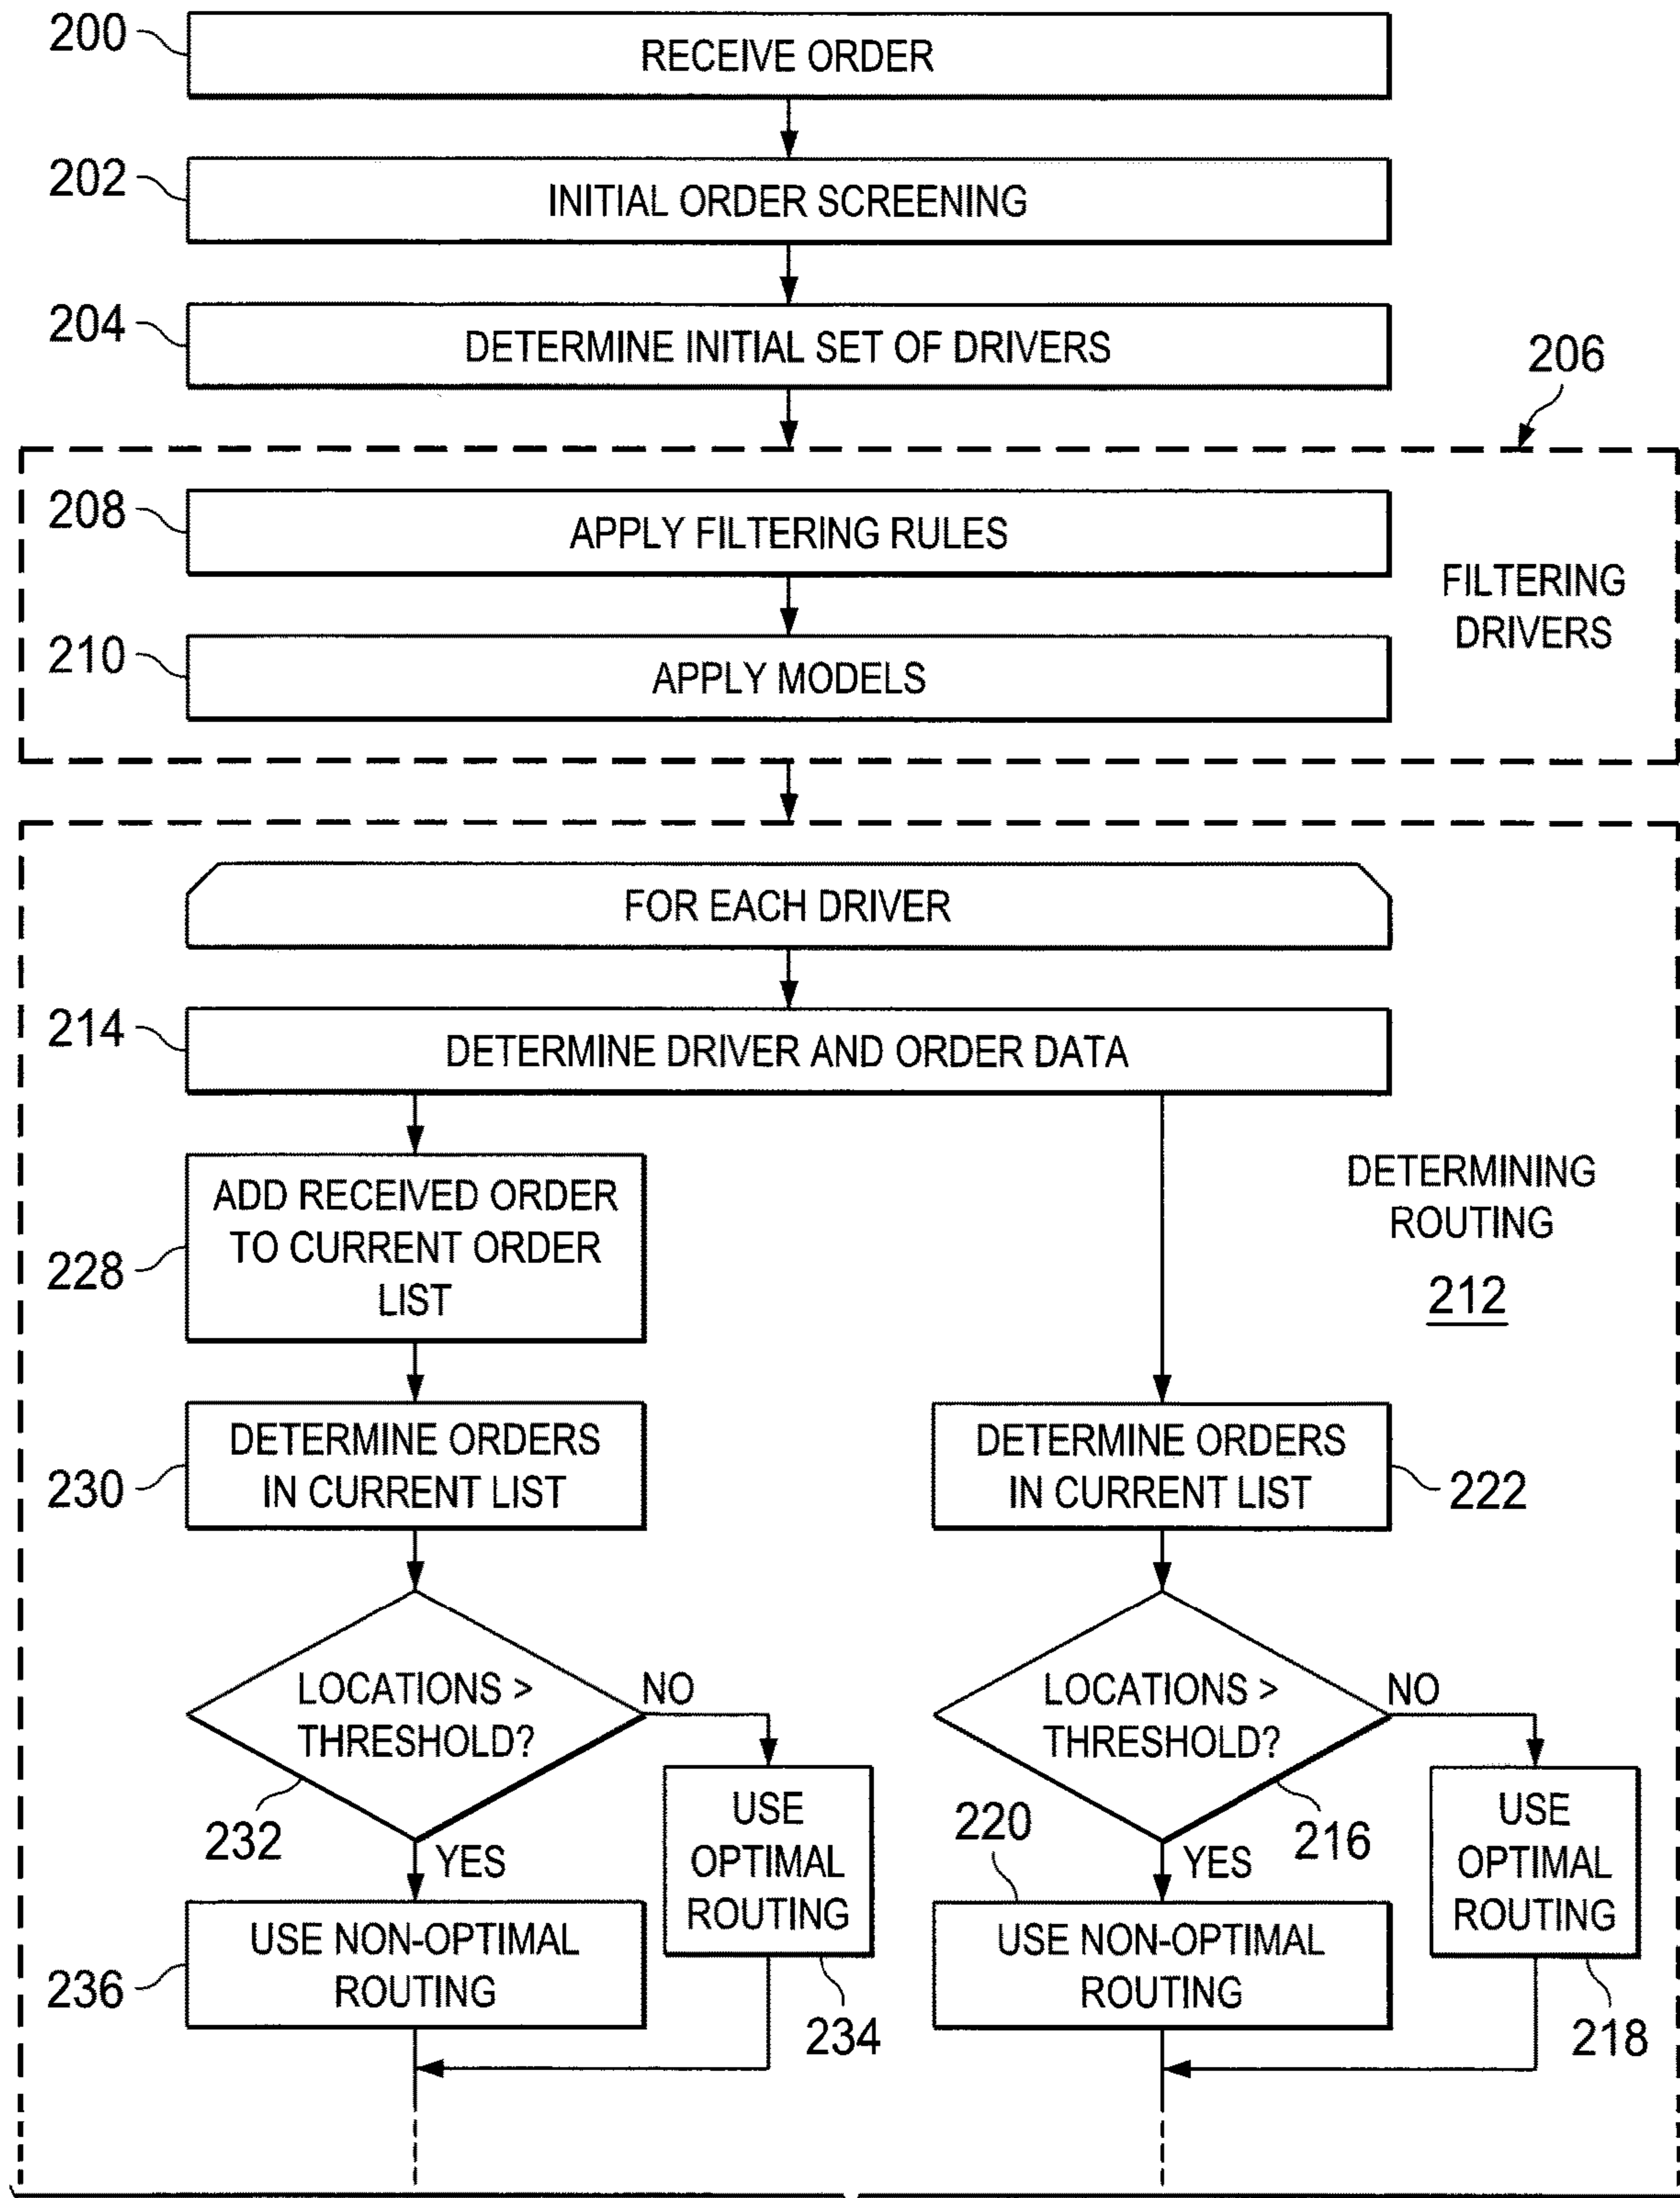 200
RECEIVE ORDER
202
INITIAL ORDER SCREENING
204
DETERMINE INITIAL SET OF DRIVERS
206
208
APPLY FILTERING RULES
FILTERING
DRIVERS
210
APPLY MODELS
FOR EACH DRIVER
214
DETERMINE DRIVER AND ORDER DATA
228
ADD RECEIVED ORDER
TO CURRENT ORDER
LIST
DETERMINING
ROUTING
212
230
DETERMINE ORDERS
IN CURRENT LIST
DETERMINE ORDERS
IN CURRENT LIST
222
LOCATIONS >
THRESHOLD?
NO
232
YES
USE
OPTIMAL
ROUTING
234
236
USE NON-OPTIMAL
ROUTING
LOCATIONS >
THRESHOLD?
NO
216
220
YES
USE
OPTIMAL
ROUTING
218
USE NON-OPTIMAL
ROUTING